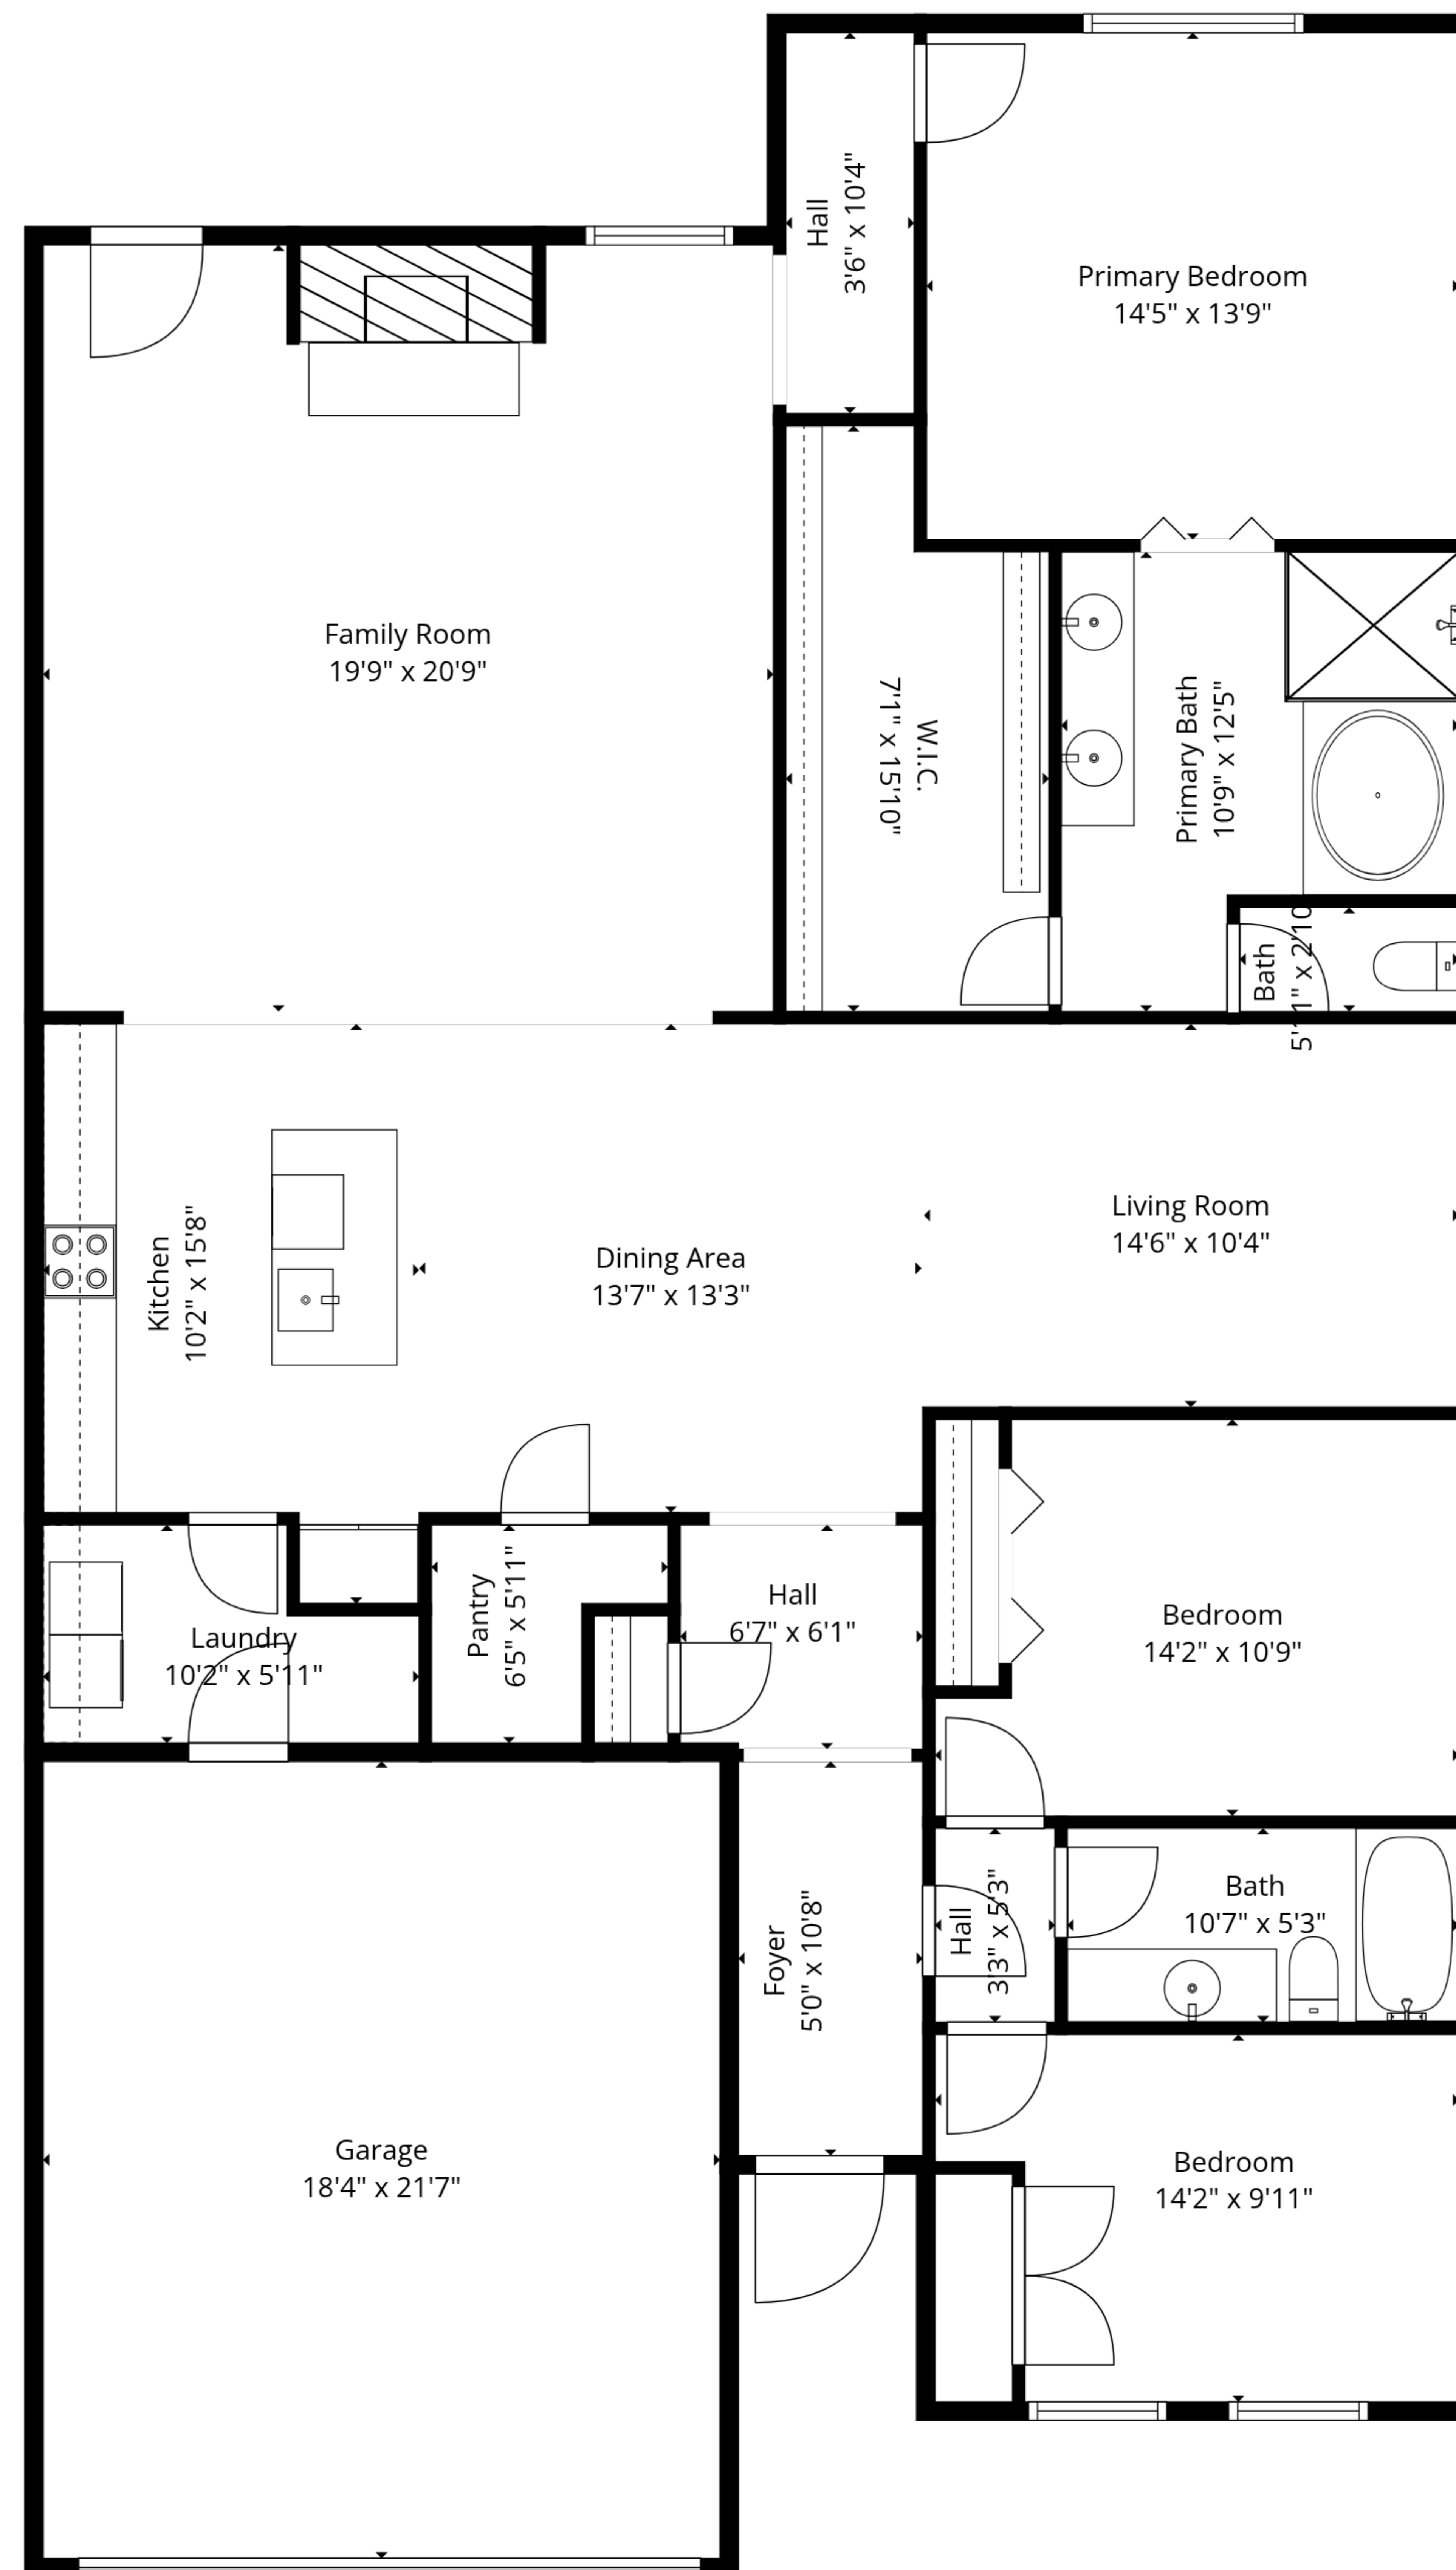 Hall
3'6" x 10'4"
Primary Bedroom
14'5" x 13'9"
Family Room
19'9" x 20'9"
W.I.C.
7'1" x 15'10"
Primary Bath
10'9" x 12'5"
Bath
5'11" x 2'10
Kitchen
10'2" x 15'8"
Dining Area
13'7" x 13'3"
Living Room
14'6" x 10'4"
Laundry
10'2" x 5'11"
Pantry
6'5" x 5'11"
Hall
6'7" x 6'1"
Bedroom
14'2" x 10'9"
Foyer
5'0" x 10'8"
Hall
3'3" x 5'3"
Bath
10'7" x 5'3"
Garage
18'4" x 21'7"
Bedroom
14'2" x 9'11"